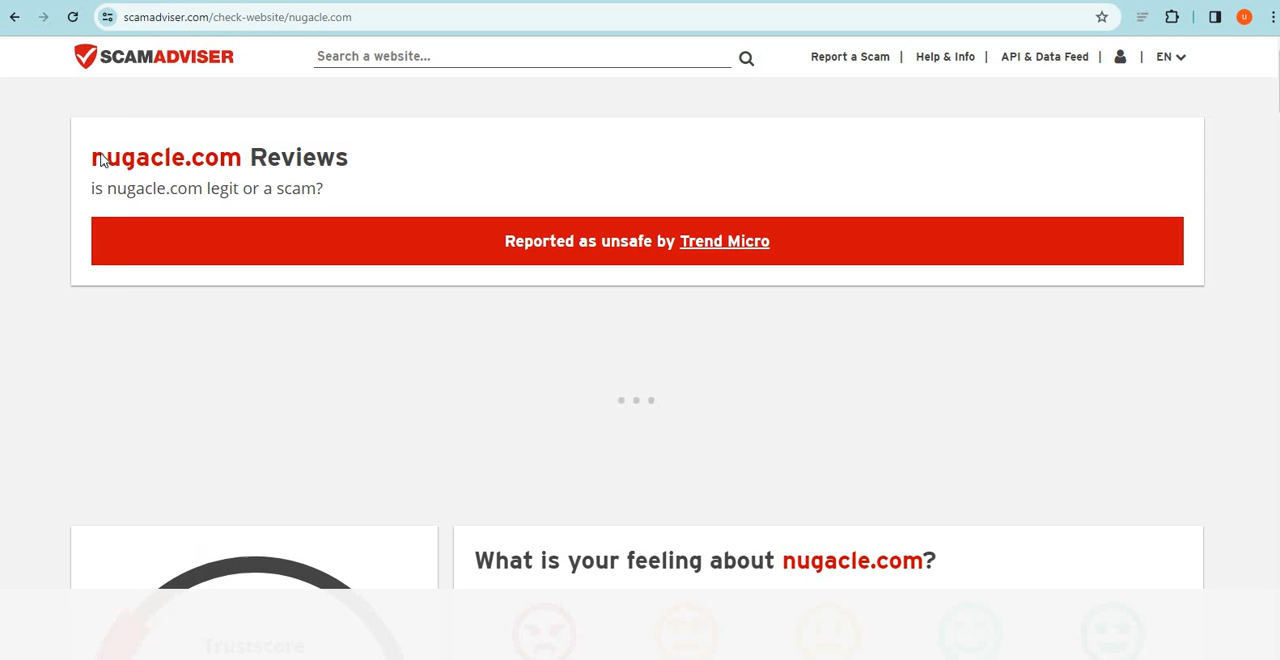 scamadviser.com/check-website/nugacle.com
u
SCAMADVISER
Search a website...
Report a Scam | Help & Info | API & Data Feed | | EN
nugacle.com Reviews
is nugacle.com legit or a scam?
Reported as unsafe by Trend Micro
What is your feeling about nugacle.com?
Trustscore